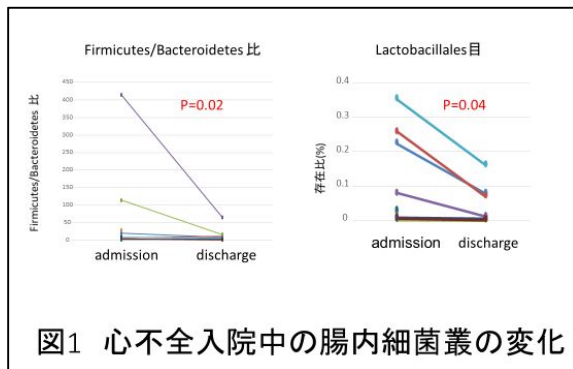 Firmicutes/Bacteroidetes 比
Firmicutes/Bacteroidetes 比
450
400
350
300
250
200
150
100
50
0
P=0.02
admission discharge
Lactobacillales目
存在比(%)
0.4
0.3
0.2
0.1
0
P=0.04
admission discharge
図1 心不全入院中の腸内細菌叢の変化